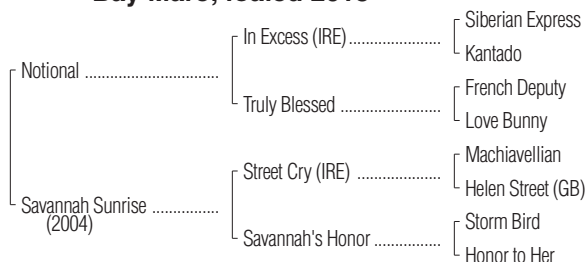 Bay Mare, foaled
Siberian Express
In Excess (IRE)......................
Kantado
Notional ................................
French Deputy
Truly Blessed ........................
Love Bunny
Machiavellian
Street Cry (IRE) ....................
Helen Street (GB)
Savannah Sunrise ................
(2004)
Storm Bird
Savannah's Honor................
Honor to Her